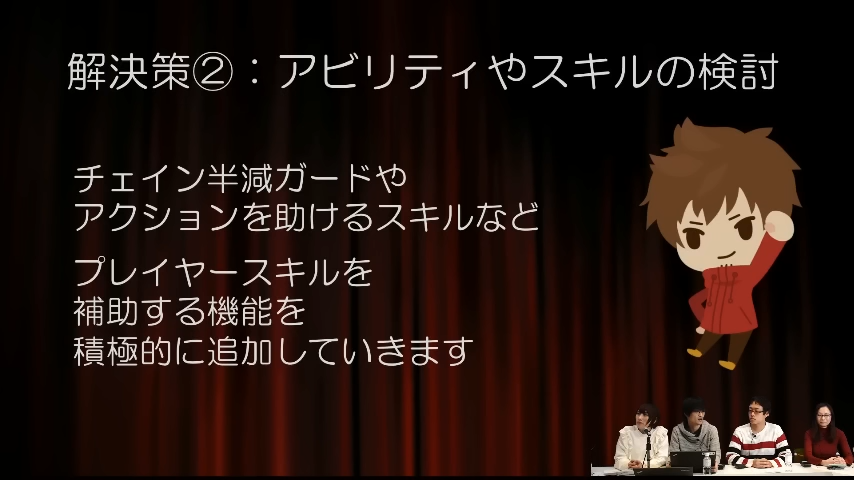 解決策②：アビリティやスキルの検討
チェイン半減ガードや
アクションを助けるスキルなど
プレイヤースキルを
補助する機能を
積極的に追加していきます